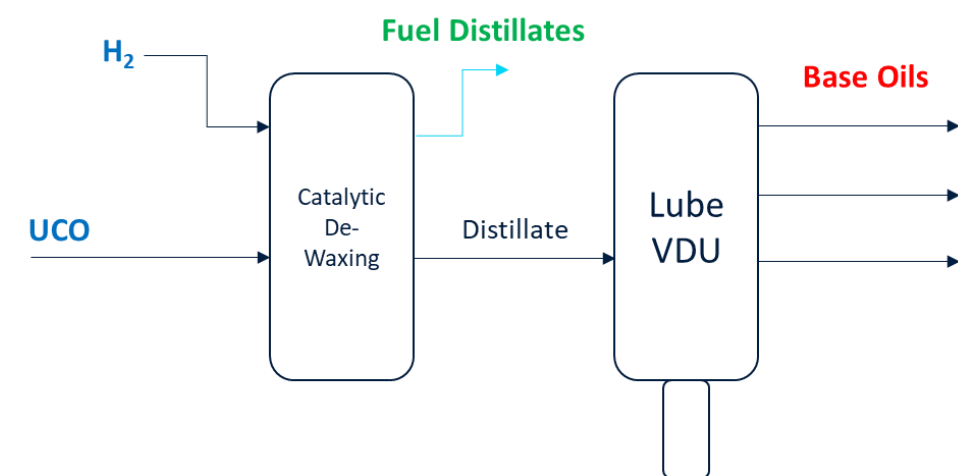 Fuel Distillates
H₂
Base Oils
Catalytic
De-
Waxing
UCO
Distillate
Lube
VDU